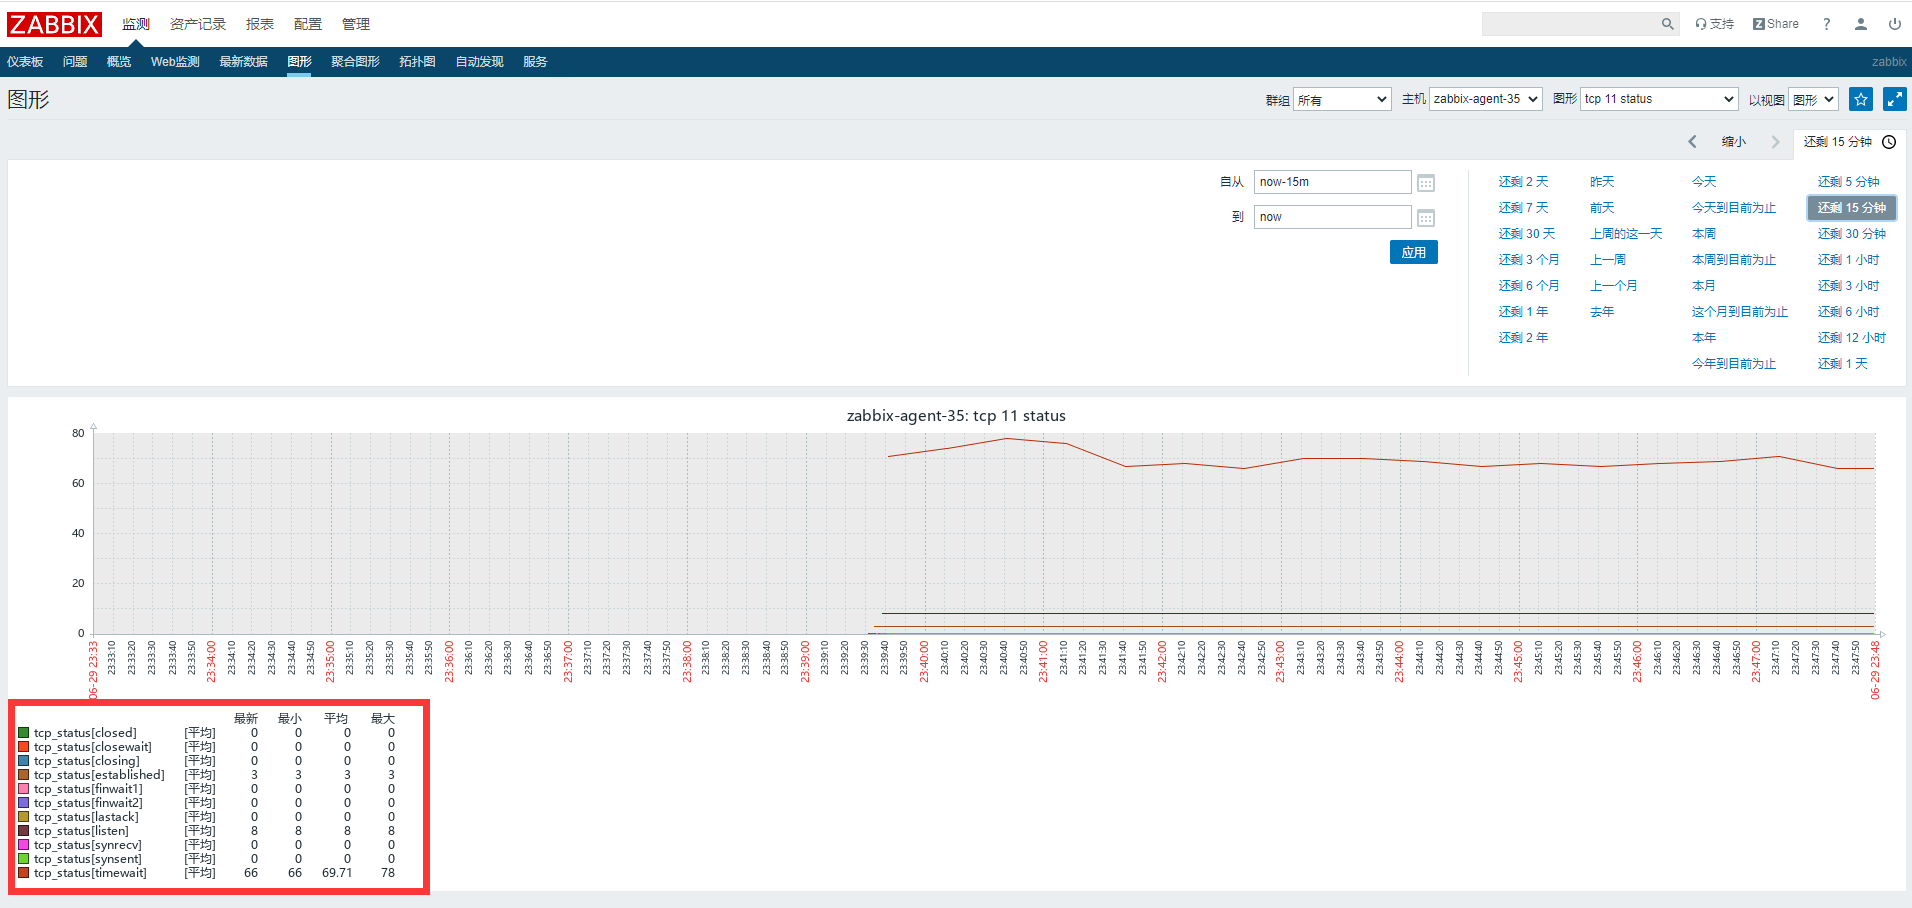 ZABBIX 监测 资产记录 报表 配置 管理 支持 Z Share ?
仪表板 问题 概览 Web监测 最新数据 图形 聚合图形 拓扑图 自动发现 服务 zabbix
图形 群组 所有 主机 zabbix-agent-35 图形 tcp 11 status 以视图 图形
缩小 还剩 15 分钟
自从 now-15m
到 now
应用
还剩 2 天 昨天 今天 还剩 5 分钟
还剩 7 天 前天 今天到目前为止 还剩 15 分钟
还剩 30 天 上周的这一天 本周 还剩 30 分钟
还剩 3 个月 上一周 本周到目前为止 还剩 1 小时
还剩 6 个月 上一个月 本月 还剩 3 小时
还剩 1 年 去年 这个月到目前为止 还剩 6 小时
还剩 2 年 本年 还剩 12 小时
今年到目前为止 还剩 1 天
zabbix-agent-35: tcp 11 status
80
60
40
20
0
06-29 23:33 23:33:10 23:33:20 23:33:30 23:33:40 23:33:50 23:34:00 23:34:10 23:34:20 23:34:30 23:34:40 23:34:50 23:35:00 23:35:10 23:35:20 23:35:30 23:35:40 23:35:50 23:36:00 23:36:10 23:36:20 23:36:30 23:36:40 23:36:50 23:37:00 23:37:10 23:37:20 23:37:30 23:37:40 23:37:50 23:38:00 23:38:10 23:38:20 23:38:30 23:38:40 23:38:50 23:39:00 23:39:10 23:39:20 23:39:30 23:39:40 23:39:50 23:40:00 23:40:10 23:40:20 23:40:30 23:40:40 23:40:50 23:41:00 23:41:10 23:41:20 23:41:30 23:41:40 23:41:50 23:42:00 23:42:10 23:42:20 23:42:30 23:42:40 23:42:50 23:43:00 23:43:10 23:43:20 23:43:30 23:43:40 23:43:50 23:44:00 23:44:10 23:44:20 23:44:30 23:44:40 23:44:50 23:45:00 23:45:10 23:45:20 23:45:30 23:45:40 23:45:50 23:46:00 23:46:10 23:46:20 23:46:30 23:46:40 23:46:50 23:47:00 23:47:10 23:47:20 23:47:30 23:47:40 23:47:50 06-29 23:48
最新 最小 平均 最大
tcp_status[closed] [平均] 0 0 0 0
tcp_status[closewait] [平均] 0 0 0 0
tcp_status[closing] [平均] 0 0 0 0
tcp_status[established] [平均] 3 3 3 3
tcp_status[finwait1] [平均] 0 0 0 0
tcp_status[finwait2] [平均] 0 0 0 0
tcp_status[lastack] [平均] 0 0 0 0
tcp_status[listen] [平均] 8 8 8 8
tcp_status[synrecv] [平均] 0 0 0 0
tcp_status[synsent] [平均] 0 0 0 0
tcp_status[timewait] [平均] 66 66 69.71 78